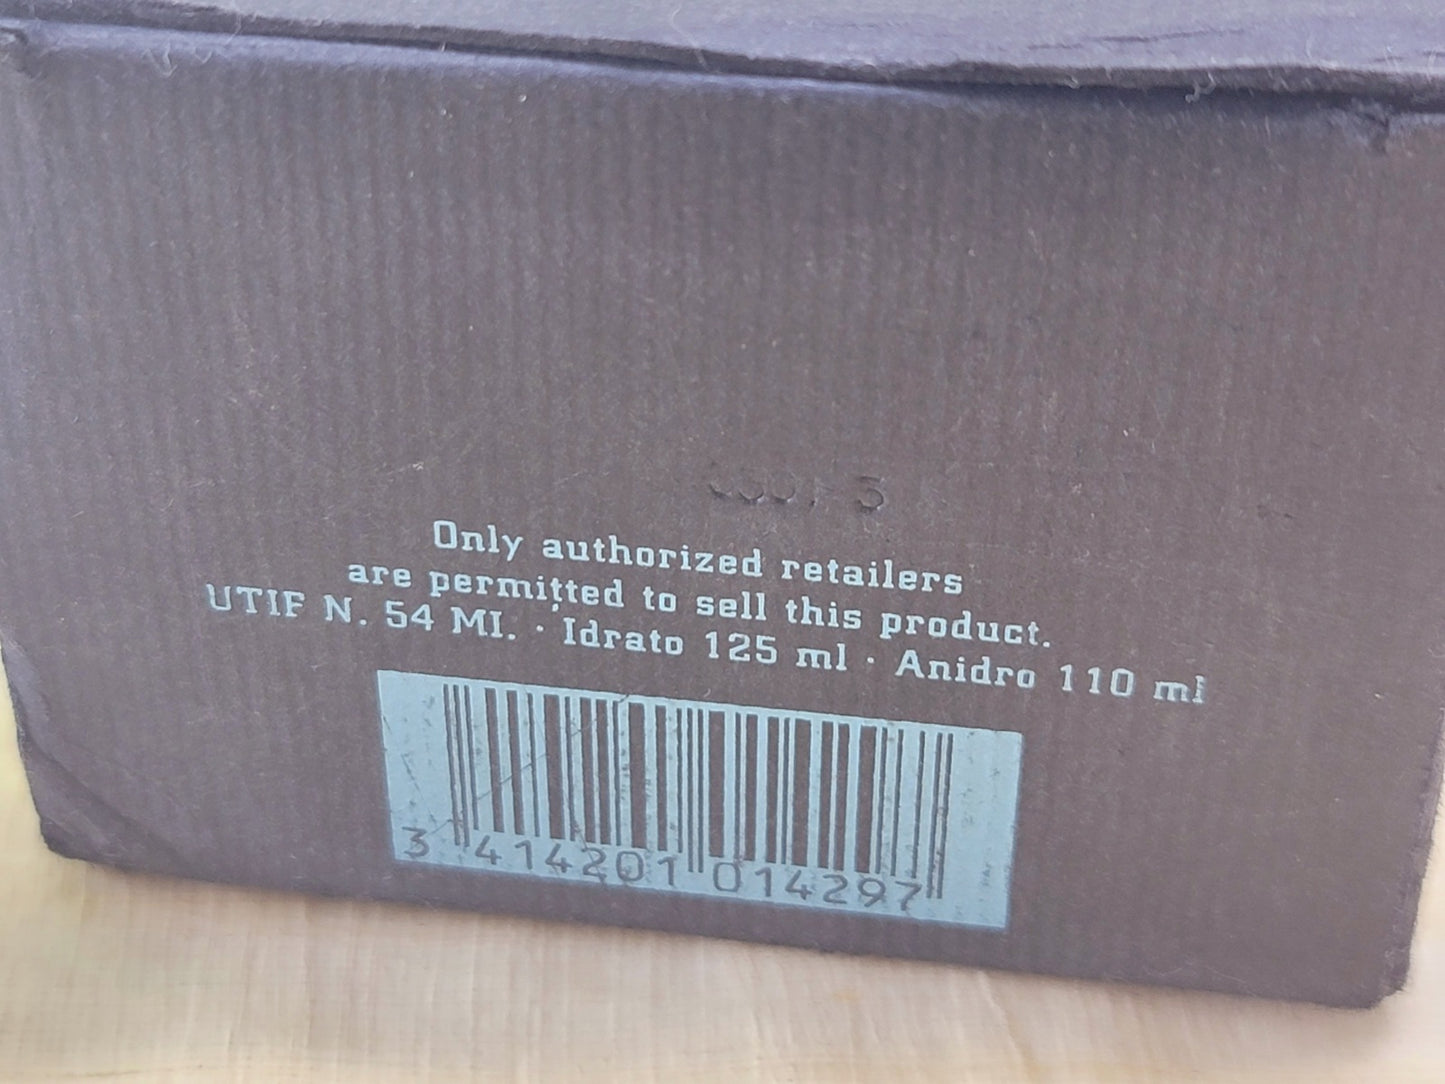 Only authorized retailers
are permitted to sell this product.
UTIF N. 54 MI. · Idrato 125 ml · Anidro 110 ml
3 414201 014297